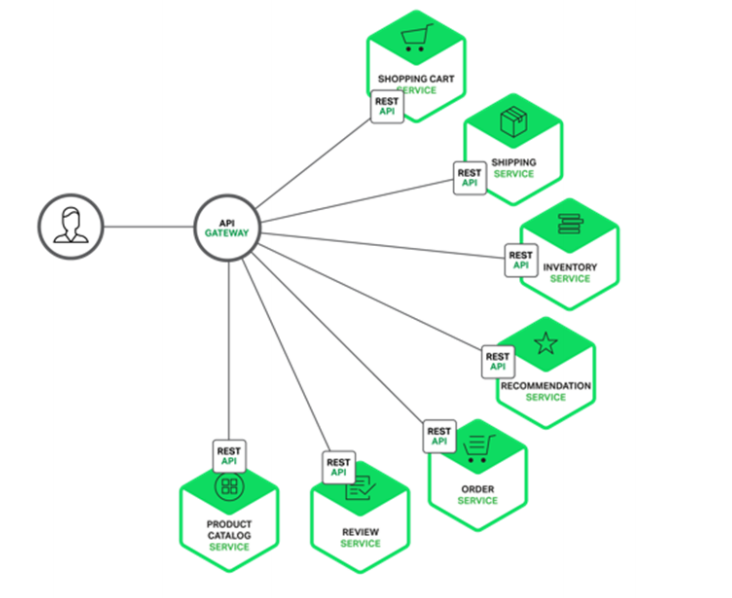 SHOPPING CART
SERVICE
REST
API
SHIPPING
SERVICE
REST
API
API
GATEWAY
REST
API
INVENTORY
SERVICE
REST
API
RECOMMENDATION
SERVICE
REST
API
ORDER
SERVICE
REST
API
REVIEW
SERVICE
REST
API
PRODUCT
CATALOG
SERVICE